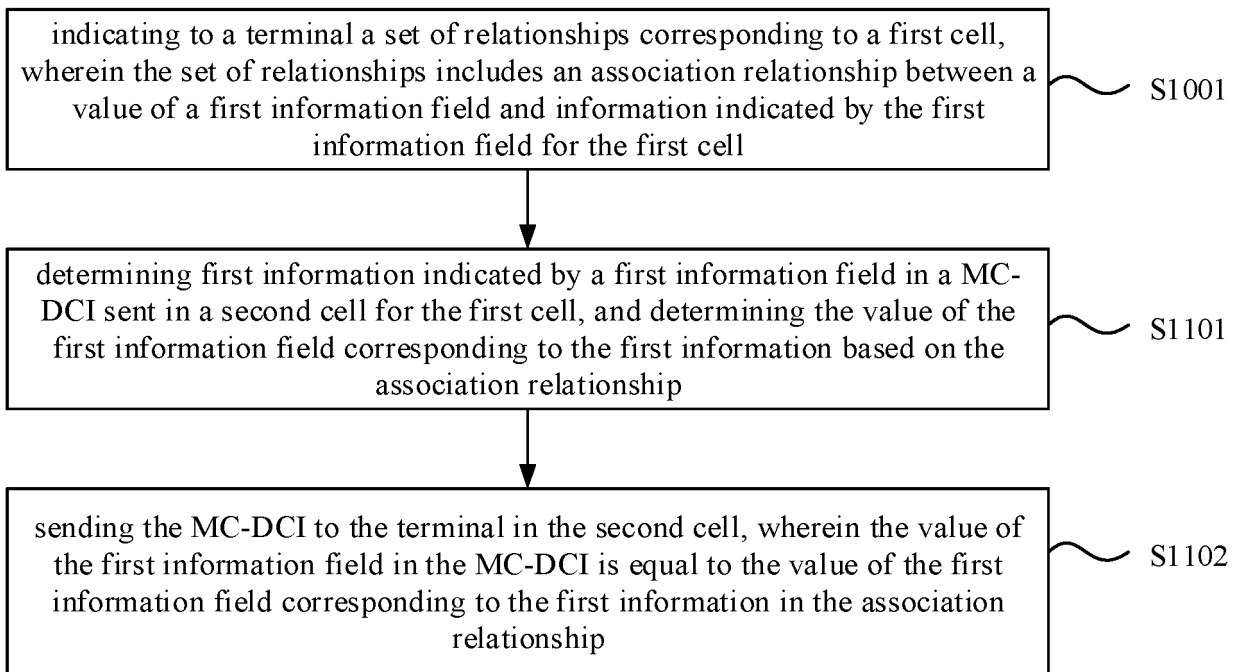 indicating to a terminal a set of relationships corresponding to a first cell,
wherein the set of relationships includes an association relationship between a
value of a first information field and information indicated by the first
information field for the first cell
S1001
determining first information indicated by a first information field in a MC-
DCI sent in a second cell for the first cell, and determining the value of the
first information field corresponding to the first information based on the
association relationship
S1101
sending the MC-DCI to the terminal in the second cell, wherein the value of
the first information field in the MC-DCI is equal to the value of the first
information field corresponding to the first information in the association
relationship
S1102